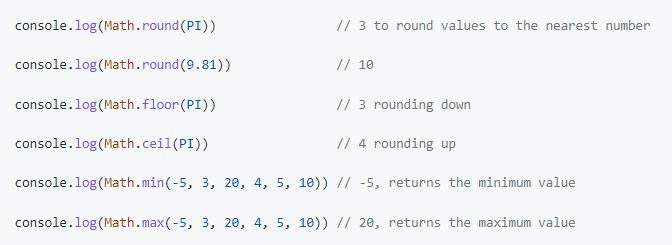 console.log(Math.round(PI)) // 3 to round values to the nearest number
console.log(Math.round(9.81)) // 10
console.log(Math.floor(PI)) // 3 rounding down
console.log(Math.ceil(PI)) // 4 rounding up
console.log(Math.min(-5, 3, 20, 4, 5, 10)) // -5, returns the minimum value
console.log(Math.max(-5, 3, 20, 4, 5, 10)) // 20, returns the maximum value